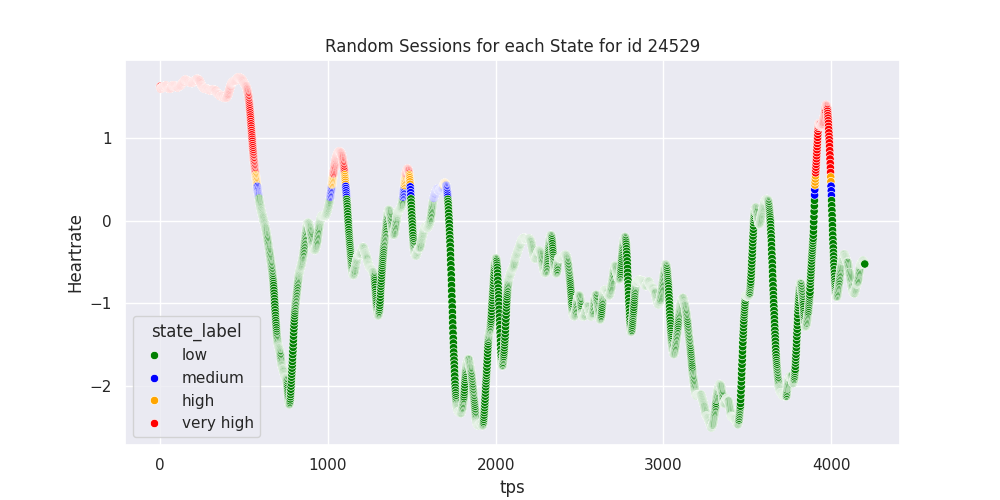 Random Sessions for each State for id 24529
Heartrate
1
0
−1
−2
state_label
low
medium
high
very high
0 1000 2000 3000 4000
tps